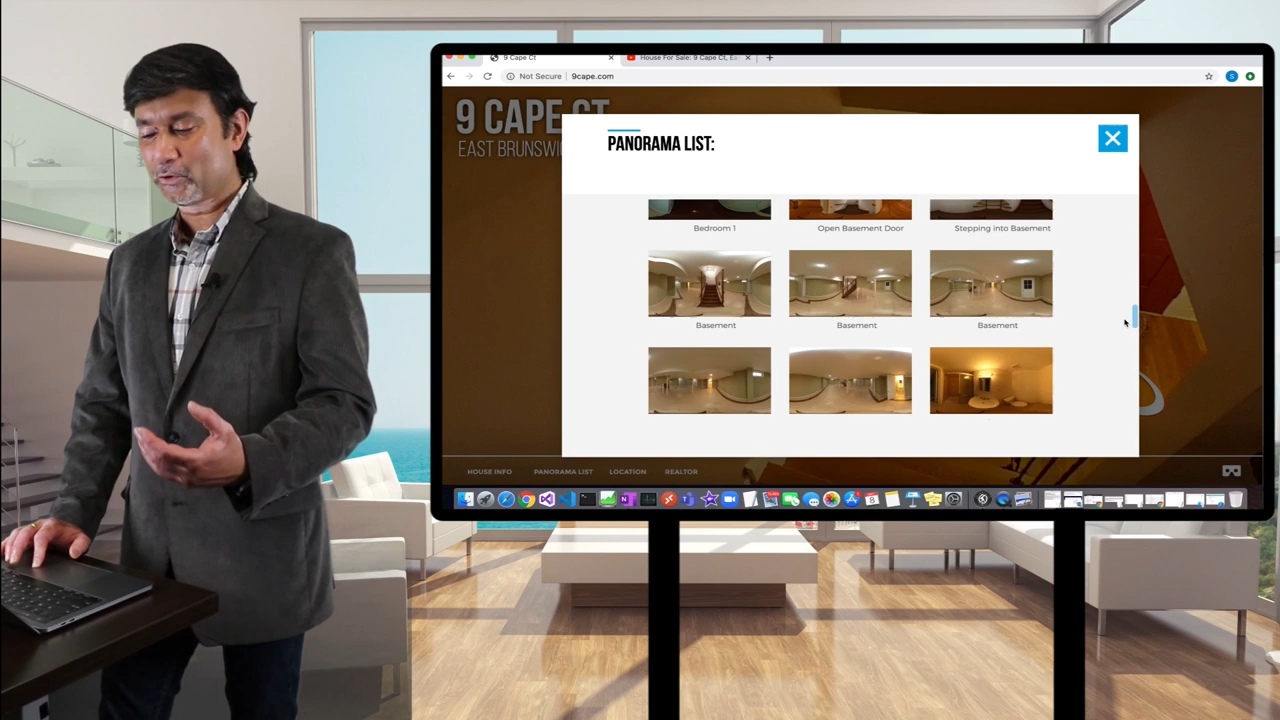 9 Cape Ct
House For Sale: 9 Cape Ct, Ea
Not Secure
9cape.com
S
9 CAPE CT
EAST BRUNSWI
PANORAMA LIST:
Bedroom 1
Open Basement Door
Stepping into Basement
Basement
Basement
Basement
HOUSE INFO
PANORAMA LIST
LOCATION
REALTOR
8